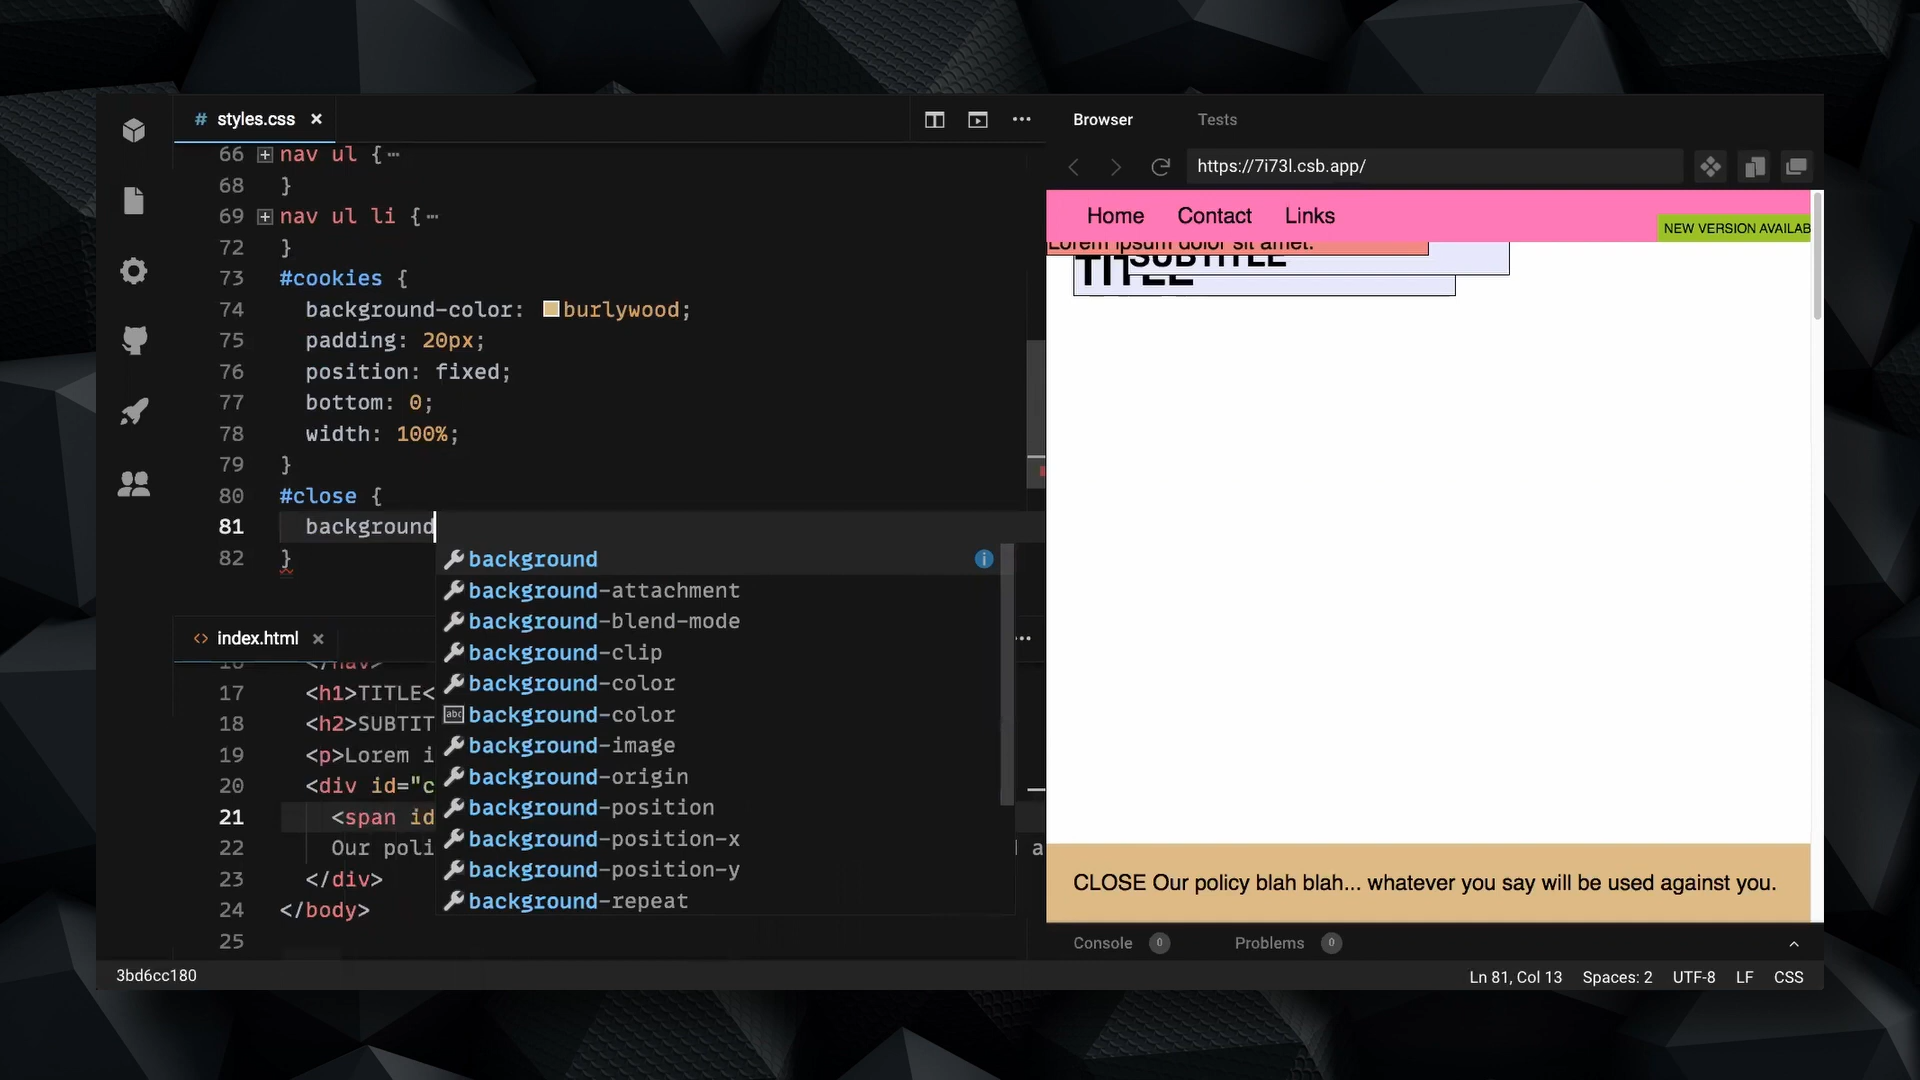 # styles.css ×
66 nav ul {⋯
68 }
69 nav ul li {⋯
72 }
73 #cookies {
74 background-color: burlywood;
75 padding: 20px;
76 position: fixed;
77 bottom: 0;
78 width: 100%;
79 }
80 #close {
81 background
82 }
background
background-attachment
background-blend-mode
background-clip
background-color
abc background-color
background-image
background-origin
background-position
background-position-x
background-position-y
background-repeat
<> index.html ×
</nav>
17 <h1>TITLE<
18 <h2>SUBTIT
19 <p>Lorem i
20 <div id="c
21 <span id
22 Our poli a
23 </div>
24 </body>
25
3bd6cc180
Browser Tests
https://7i73l.csb.app/
Home Contact Links
NEW VERSION AVAILAB
Lorem ipsum dolor sit amet.
SUBTITLE
TITLE
CLOSE Our policy blah blah... whatever you say will be used against you.
Console 0 Problems 0
Ln 81, Col 13 Spaces: 2 UTF-8 LF CSS